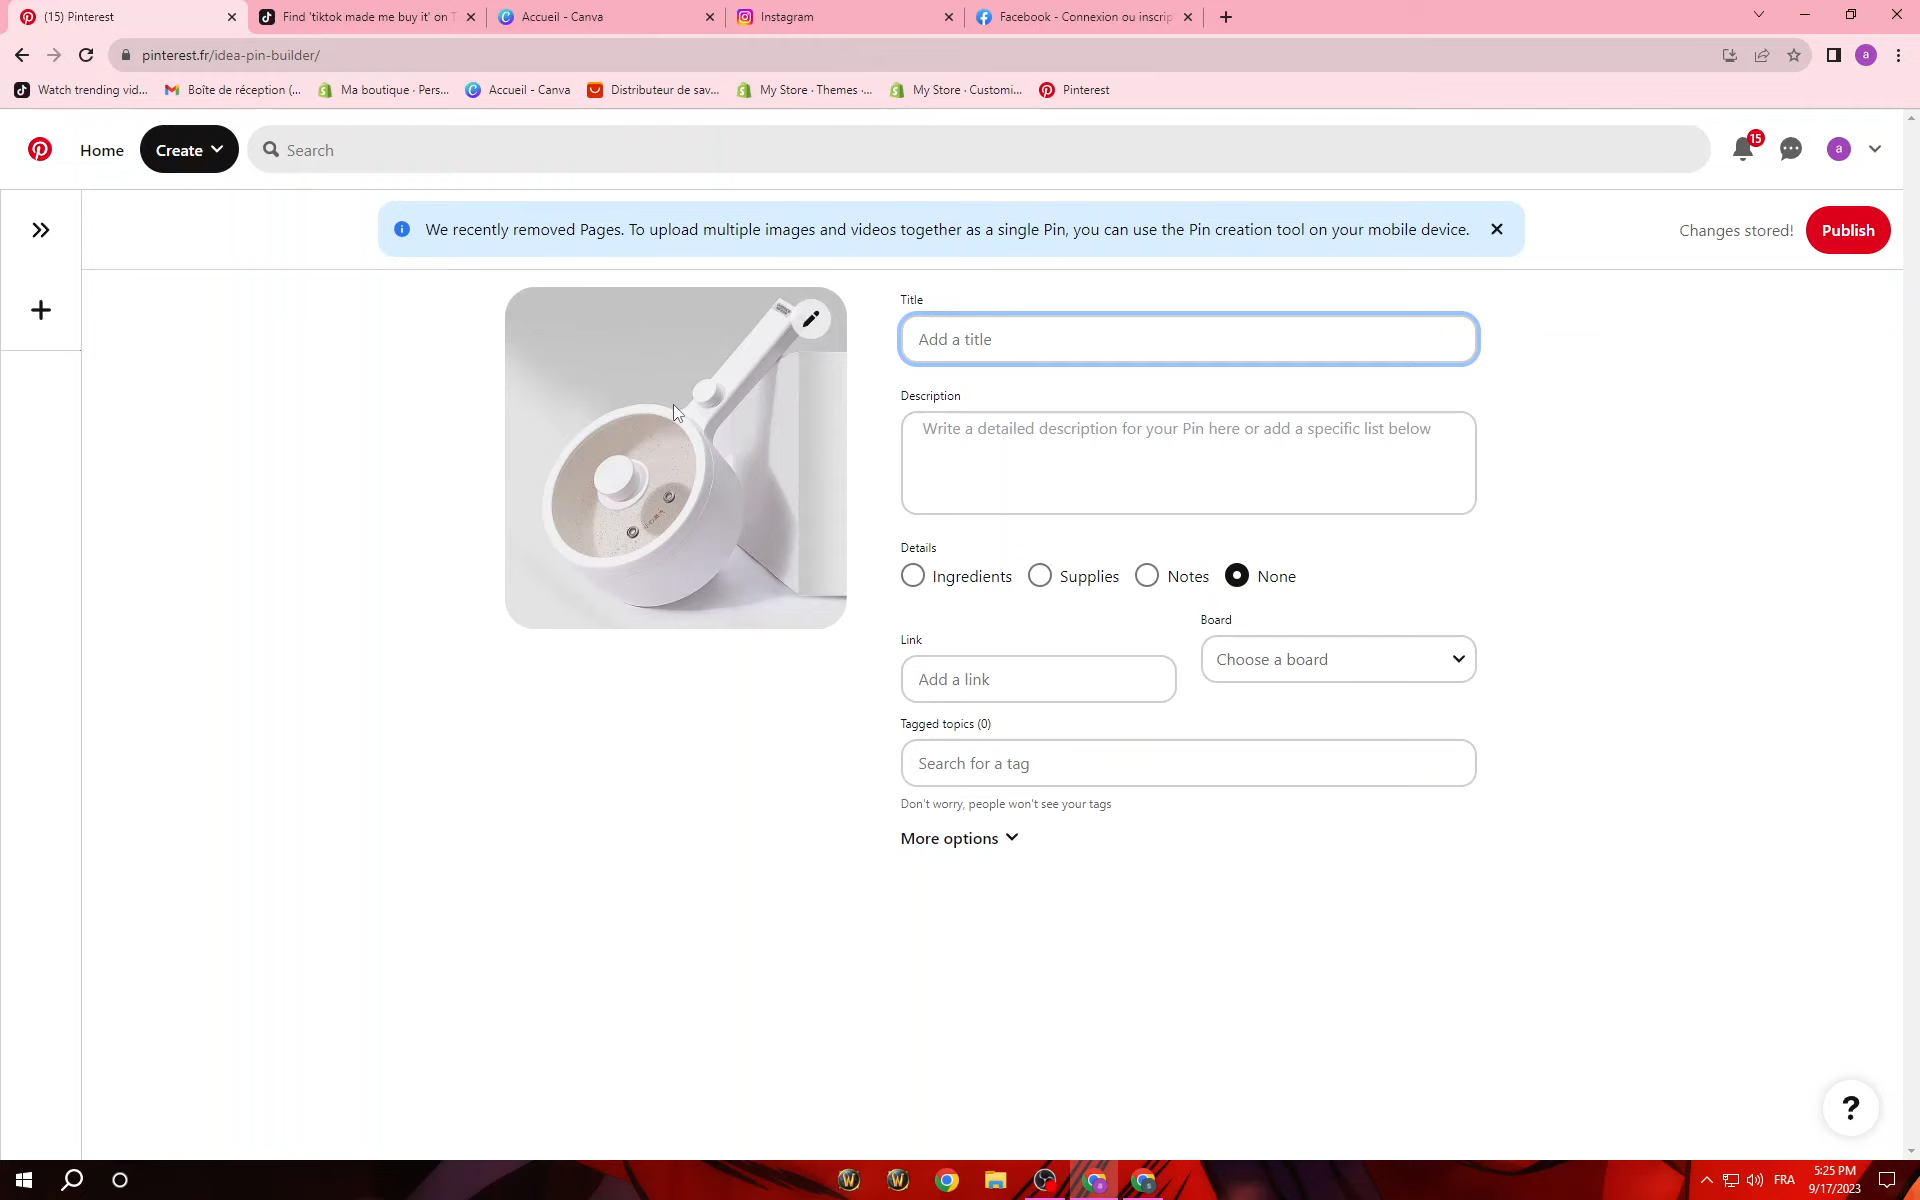 (15) Pinterest
Find 'tiktok made me buy it' on T
Accueil - Canva
Instagram
Facebook - Connexion ou inscrip
pinterest.fr/idea-pin-builder/
a
Watch trending vid...
Boîte de réception (...
Ma boutique · Pers...
Accueil - Canva
Distributeur de sav...
My Store · Themes ·...
My Store · Customi...
Pinterest
Home
Create
Search
15
a
We recently removed Pages. To upload multiple images and videos together as a single Pin, you can use the Pin creation tool on your mobile device.
Changes stored!
Publish
Title
Add a title
Description
Write a detailed description for your Pin here or add a specific list below
Details
Ingredients
Supplies
Notes
None
Link
Add a link
Board
Choose a board
Tagged topics (0)
Search for a tag
Don't worry, people won't see your tags
More options
?
FRA
5:25 PM
9/17/2023